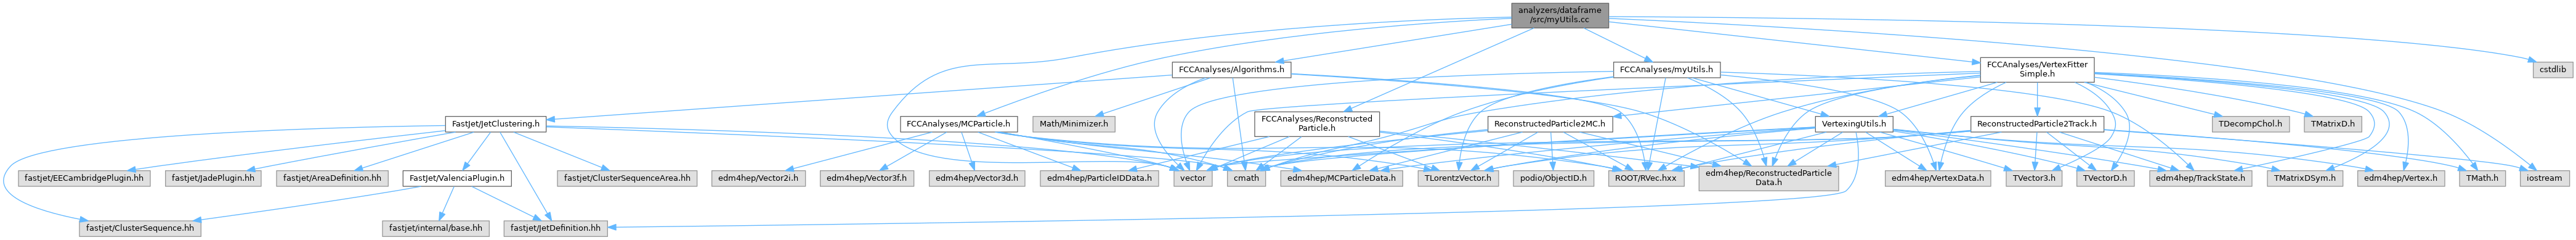 analyzers/dataframe
/src/myUtils.cc
FCCAnalyses/Algorithms.h
FCCAnalyses/myUtils.h
FCCAnalyses/VertexFitter
Simple.h
cstdlib
FastJet/JetClustering.h
FCCAnalyses/MCParticle.h
Math/Minimizer.h
FCCAnalyses/Reconstructed
Particle.h
ReconstructedParticle2MC.h
VertexingUtils.h
ReconstructedParticle2Track.h
TDecompChol.h
TMatrixD.h
fastjet/EECambridgePlugin.hh
fastjet/JadePlugin.hh
fastjet/AreaDefinition.hh
FastJet/ValenciaPlugin.h
fastjet/ClusterSequenceArea.hh
edm4hep/Vector2i.h
edm4hep/Vector3f.h
edm4hep/Vector3d.h
edm4hep/ParticleIDData.h
vector
cmath
edm4hep/MCParticleData.h
TLorentzVector.h
podio/ObjectID.h
ROOT/RVec.hxx
edm4hep/ReconstructedParticle
Data.h
edm4hep/VertexData.h
TVector3.h
TVectorD.h
edm4hep/TrackState.h
TMatrixDSym.h
edm4hep/Vertex.h
TMath.h
iostream
fastjet/ClusterSequence.hh
fastjet/internal/base.hh
fastjet/JetDefinition.hh